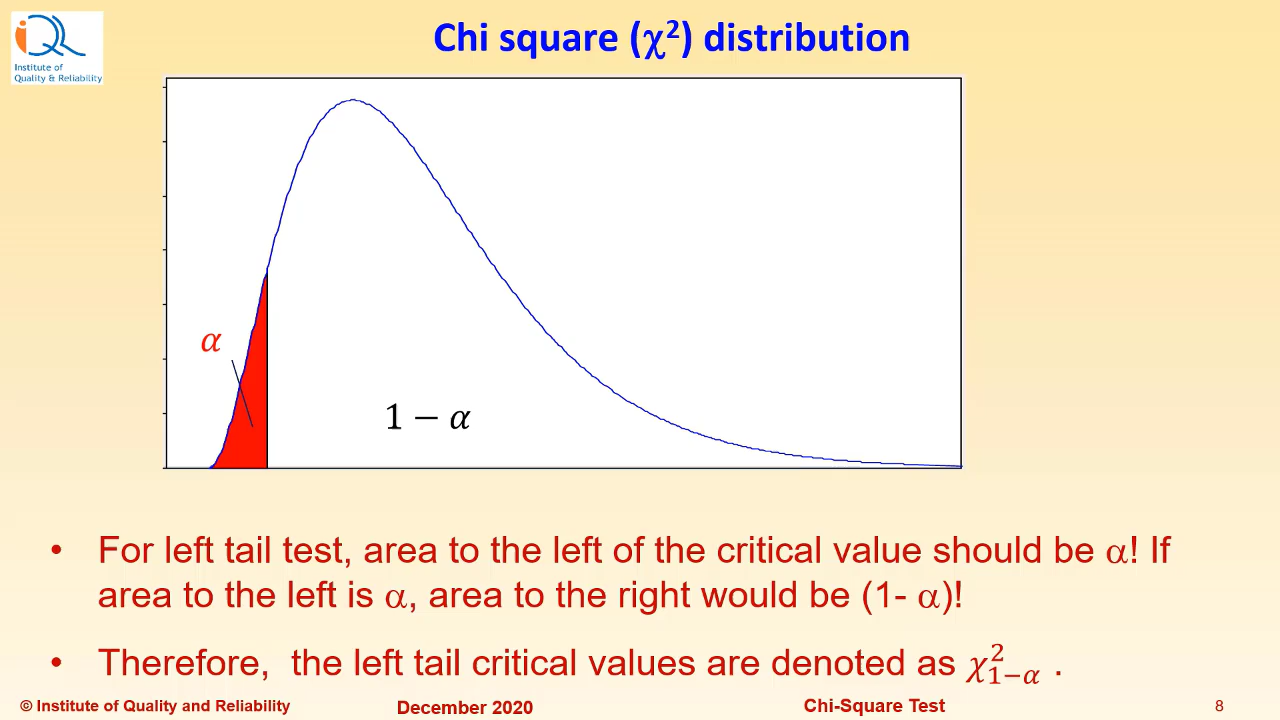 iQR
Institute of
Quality & Reliability
Chi square (χ²) distribution
α
1 − α
• For left tail test, area to the left of the critical value should be α! If
area to the left is α, area to the right would be (1- α)!
• Therefore, the left tail critical values are denoted as χ²₁₋α .
© Institute of Quality and Reliability
December 2020
Chi-Square Test
8